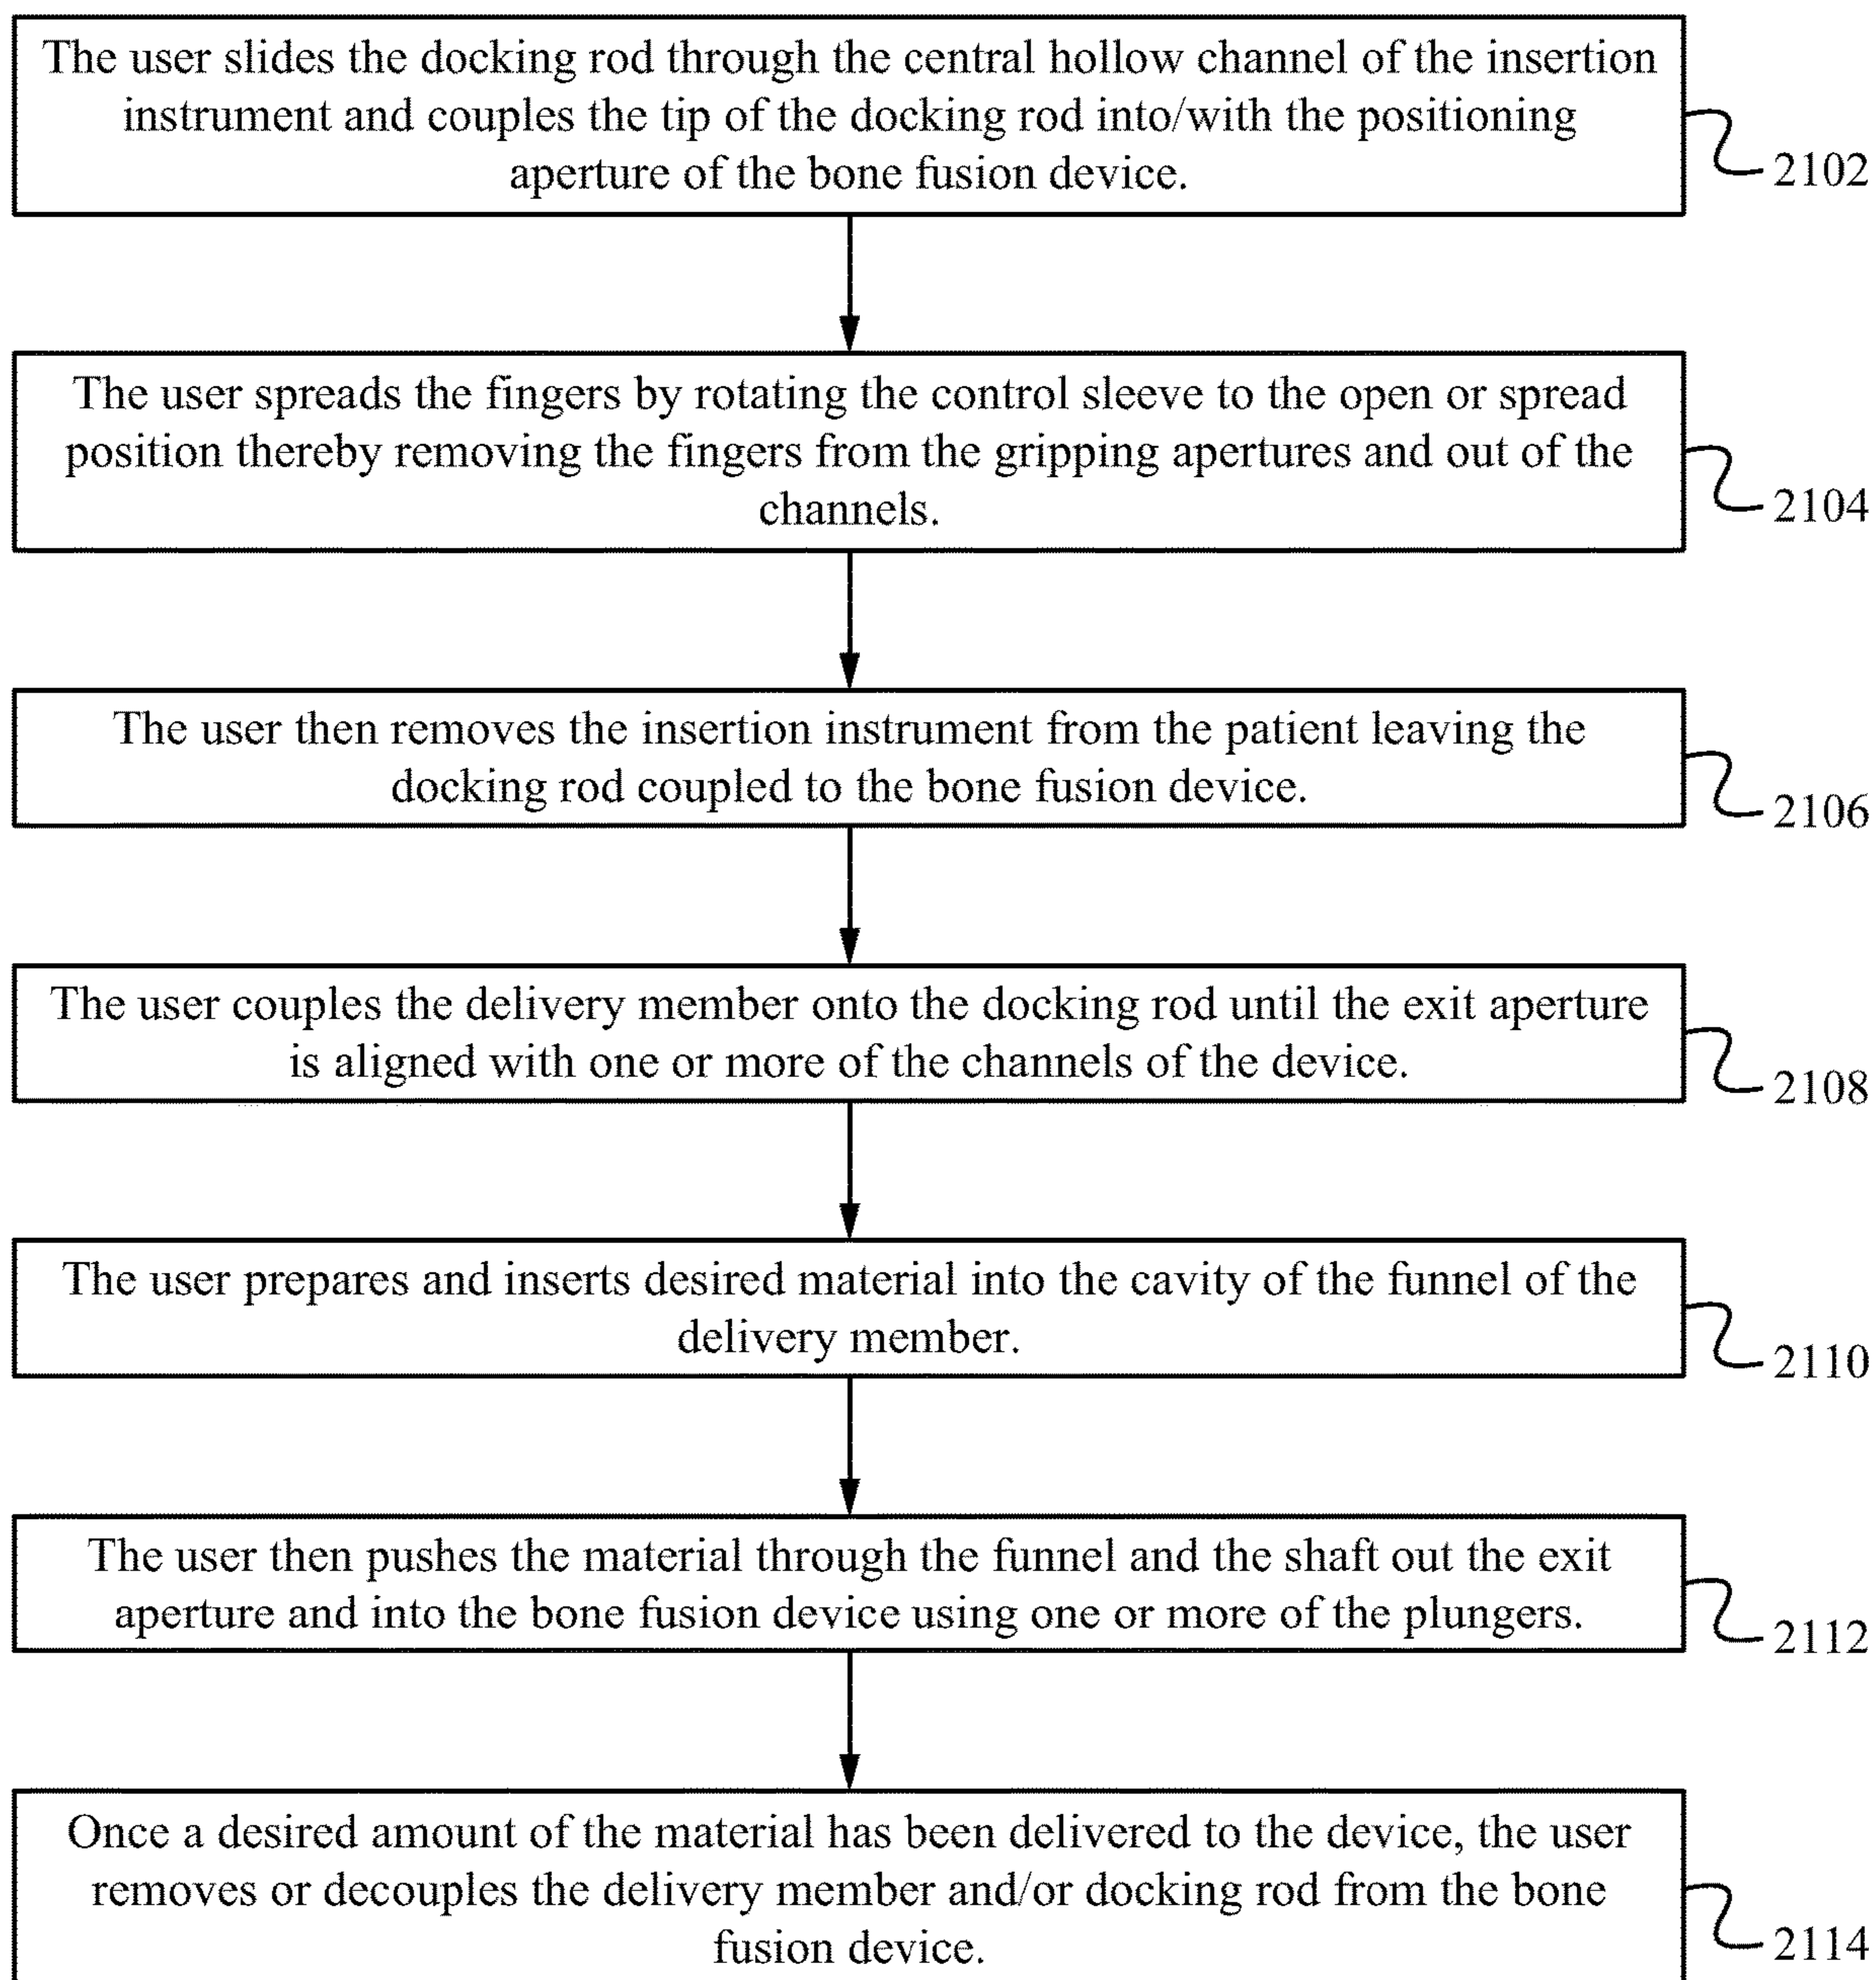 The user slides the docking rod through the central hollow channel of the insertion
instrument and couples the tip of the docking rod into/with the positioning
aperture of the bone fusion device.
2102
The user spreads the fingers by rotating the control sleeve to the open or spread
position thereby removing the fingers from the gripping apertures and out of the
channels.
2104
The user then removes the insertion instrument from the patient leaving the
docking rod coupled to the bone fusion device.
2106
The user couples the delivery member onto the docking rod until the exit aperture
is aligned with one or more of the channels of the device.
2108
The user prepares and inserts desired material into the cavity of the funnel of the
delivery member.
2110
The user then pushes the material through the funnel and the shaft out the exit
aperture and into the bone fusion device using one or more of the plungers.
2112
Once a desired amount of the material has been delivered to the device, the user
removes or decouples the delivery member and/or docking rod from the bone
fusion device.
2114